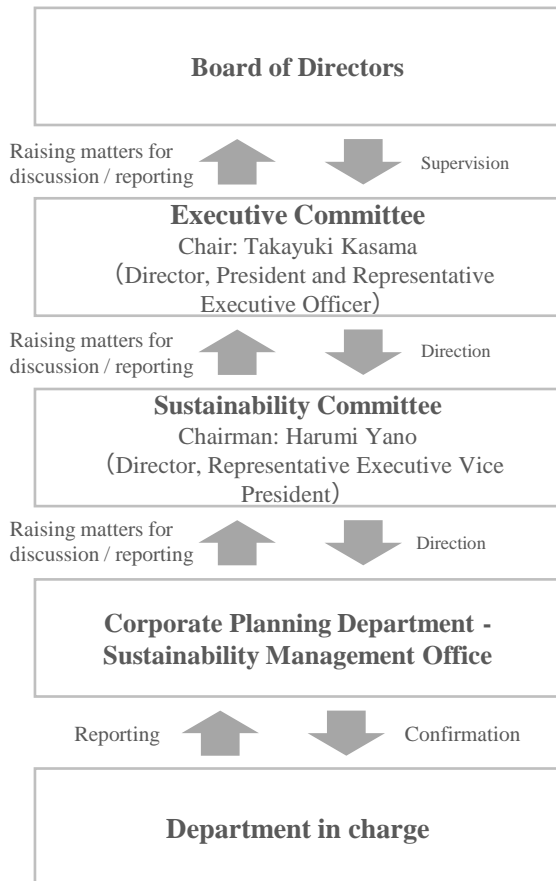 Board of Directors
Raising matters for
discussion / reporting
Supervision
Executive Committee
Chair: Takayuki Kasama
（Director, President and Representative
Executive Officer）
Raising matters for
discussion / reporting
Direction
Sustainability Committee
Chairman: Harumi Yano
（Director, Representative Executive Vice
President）
Raising matters for
discussion / reporting
Direction
Corporate Planning Department -
Sustainability Management Office
Reporting
Confirmation
Department in charge